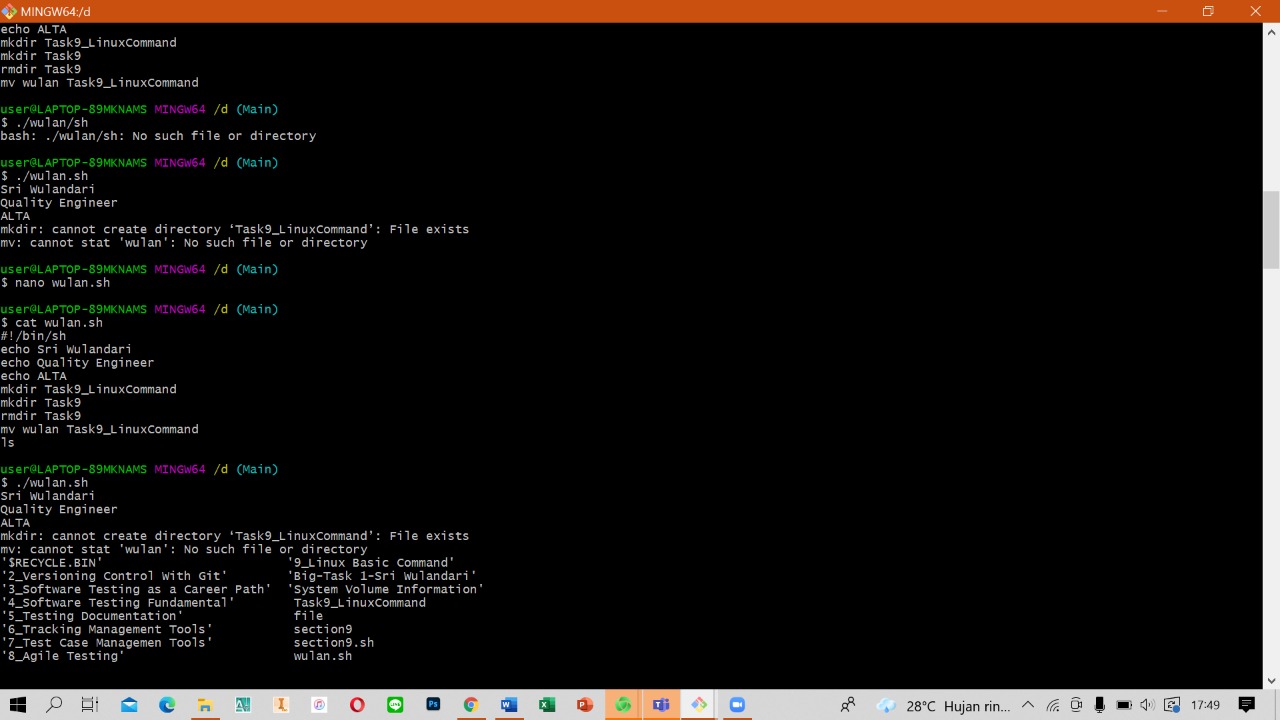 MINGW64:/d
echo ALTA
mkdir Task9_LinuxCommand
mkdir Task9
rmdir Task9
mv wulan Task9_LinuxCommand
user@LAPTOP-89MKNAMS MINGW64 /d (Main)
$ ./wulan/sh
bash: ./wulan/sh: No such file or directory
user@LAPTOP-89MKNAMS MINGW64 /d (Main)
$ ./wulan.sh
Sri Wulandari
Quality Engineer
ALTA
mkdir: cannot create directory ‘Task9_LinuxCommand’: File exists
mv: cannot stat 'wulan': No such file or directory
user@LAPTOP-89MKNAMS MINGW64 /d (Main)
$ nano wulan.sh
user@LAPTOP-89MKNAMS MINGW64 /d (Main)
$ cat wulan.sh
#!/bin/sh
echo Sri Wulandari
echo Quality Engineer
echo ALTA
mkdir Task9_LinuxCommand
mkdir Task9
rmdir Task9
mv wulan Task9_LinuxCommand
ls
user@LAPTOP-89MKNAMS MINGW64 /d (Main)
$ ./wulan.sh
Sri Wulandari
Quality Engineer
ALTA
mkdir: cannot create directory ‘Task9_LinuxCommand’: File exists
mv: cannot stat 'wulan': No such file or directory
'$RECYCLE.BIN' '9_Linux Basic Command'
'2_Versioning Control With Git' 'Big-Task 1-Sri Wulandari'
'3_Software Testing as a Career Path' 'System Volume Information'
'4_Software Testing Fundamental' Task9_LinuxCommand
'5_Testing Documentation' file
'6_Tracking Management Tools' section9
'7_Test Case Managemen Tools' section9.sh
'8_Agile Testing' wulan.sh
28°C Hujan rin... 17:49